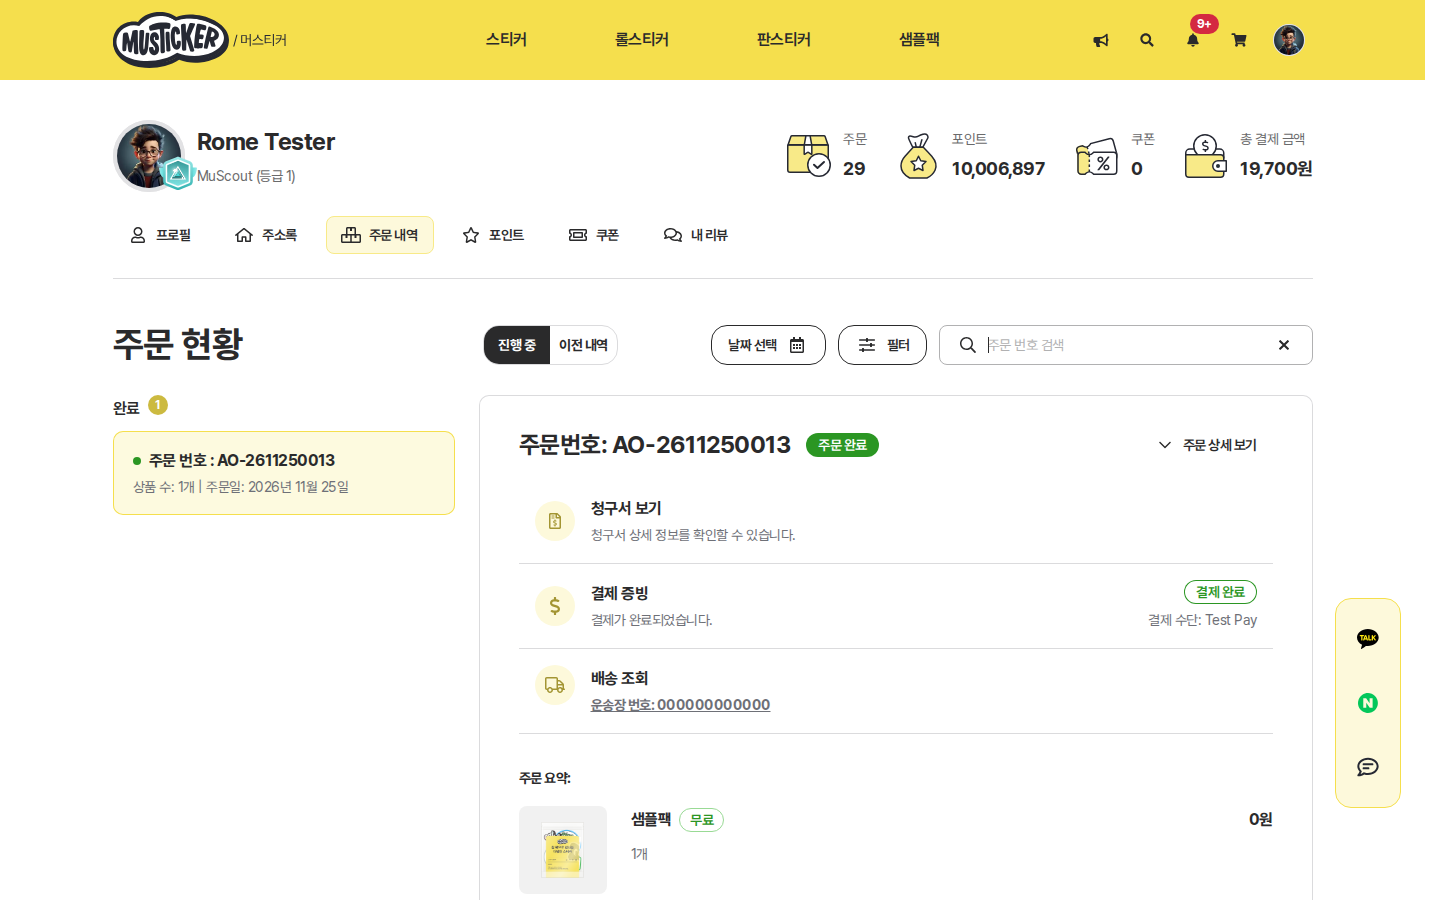 MUSTICKER / 머스티커
스티커
롤스티커
판스티커
샘플팩
9+
Rome Tester
MuScout (등급 1)
주문
29
포인트
10,006,897
쿠폰
0
총 결제 금액
19,700원
프로필
주소록
주문 내역
포인트
쿠폰
내 리뷰
주문 현황
진행 중
이전 내역
날짜 선택
필터
주문 번호 검색
완료 1
주문 번호 : AO-2611250013
상품 수: 1개 | 주문일: 2026년 11월 25일
주문번호: AO-2611250013
주문 완료
주문 상세 보기
청구서 보기
청구서 상세 정보를 확인할 수 있습니다.
결제 증빙
결제가 완료되었습니다.
결제 완료
결제 수단: Test Pay
배송 조회
운송장 번호: 000000000000
주문 요약:
샘플팩
무료
0원
1개
TALK
N